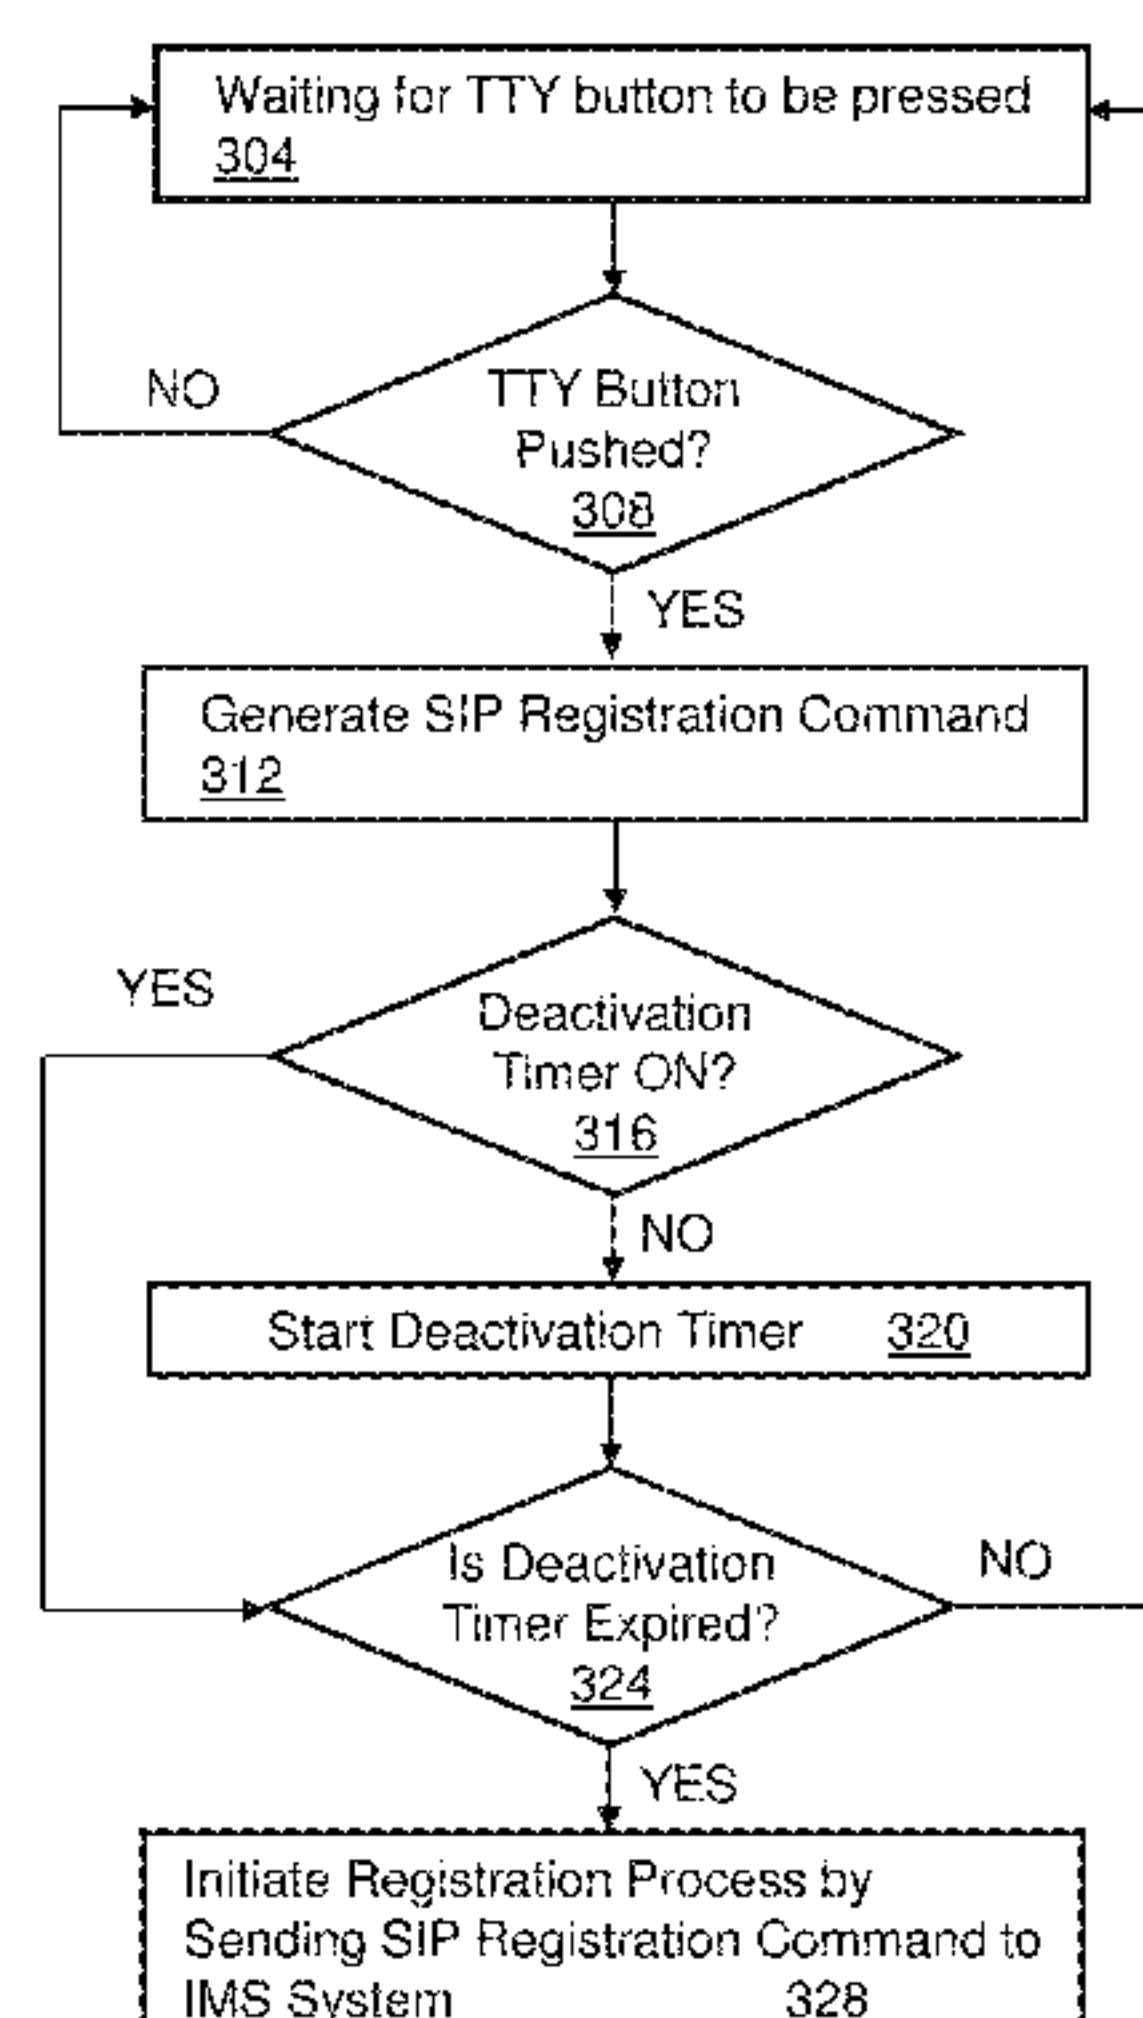 Waiting for TTY button to be pressed
304
NO
TTY Button
Pushed?
308
YES
Generate SIP Registration Command
312
YES
Deactivation
Timer ON?
316
NO
Start Deactivation Timer 320
Is Deactivation
Timer Expired?
324
NO
YES
Initiate Registration Process by
Sending SIP Registration Command to
IMS System 328